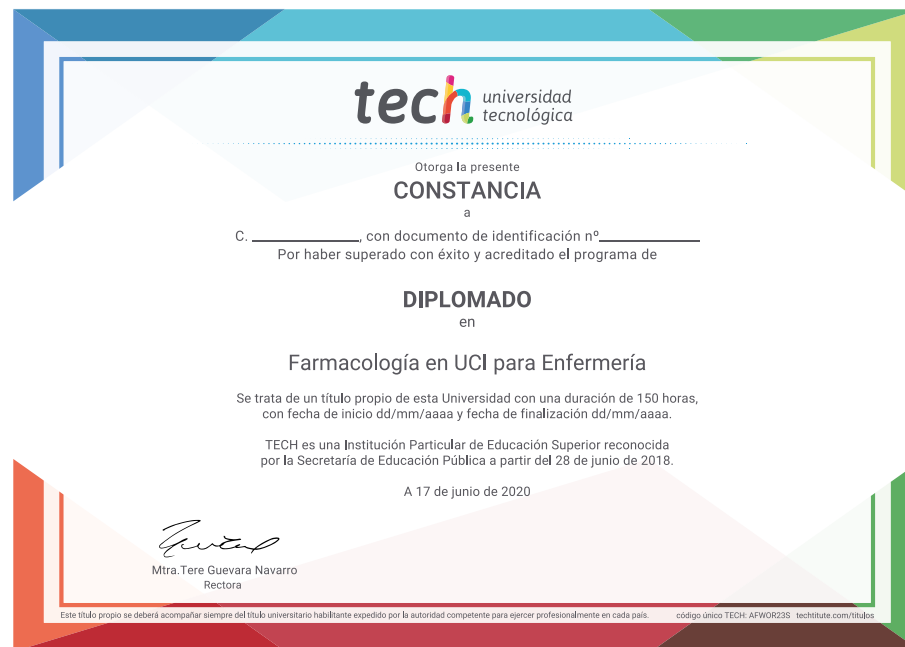 tech universidad
tecnológica
Otorga la presente
CONSTANCIA
a
C. ____________, con documento de identificación nº____________
Por haber superado con éxito y acreditado el programa de
DIPLOMADO
en
Farmacología en UCI para Enfermería
Se trata de un título propio de esta Universidad con una duración de 150 horas,
con fecha de inicio dd/mm/aaaa y fecha de finalización dd/mm/aaaa.
TECH es una Institución Particular de Educación Superior reconocida
por la Secretaría de Educación Pública a partir del 28 de junio de 2018.
A 17 de junio de 2020
Mtra.Tere Guevara Navarro
Rectora
Este título propio se deberá acompañar siempre del título universitario habilitante expedido por la autoridad competente para ejercer profesionalmente en cada país. código único TECH: AFWOR23S techtitute.com/titulos